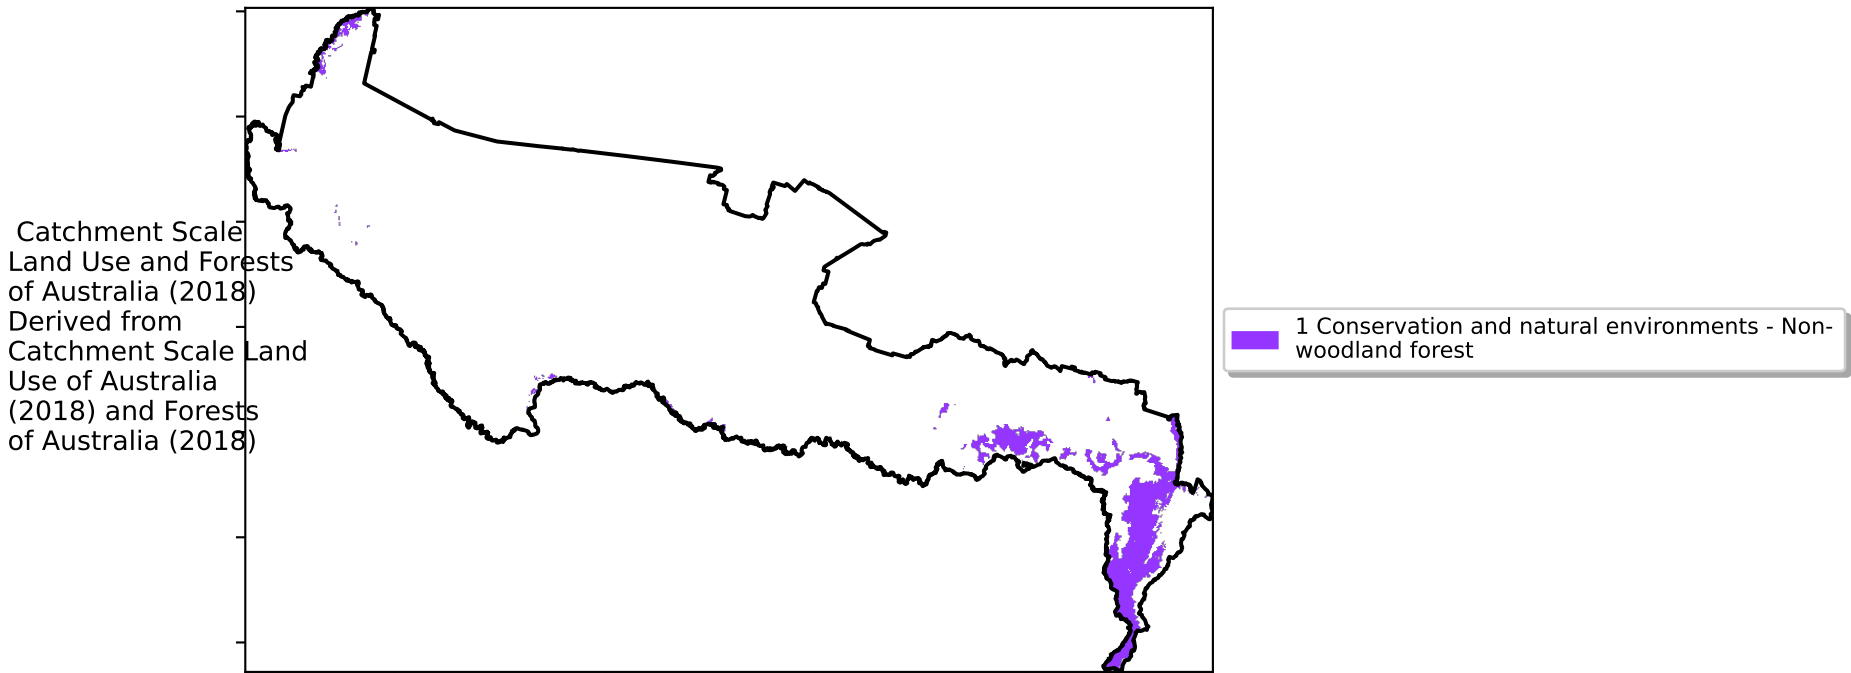 Catchment Scale
Land Use and Forests
of Australia (2018)
Derived from
Catchment Scale Land
Use of Australia
(2018) and Forests
of Australia (2018)
1 Conservation and natural environments - Non-
woodland forest